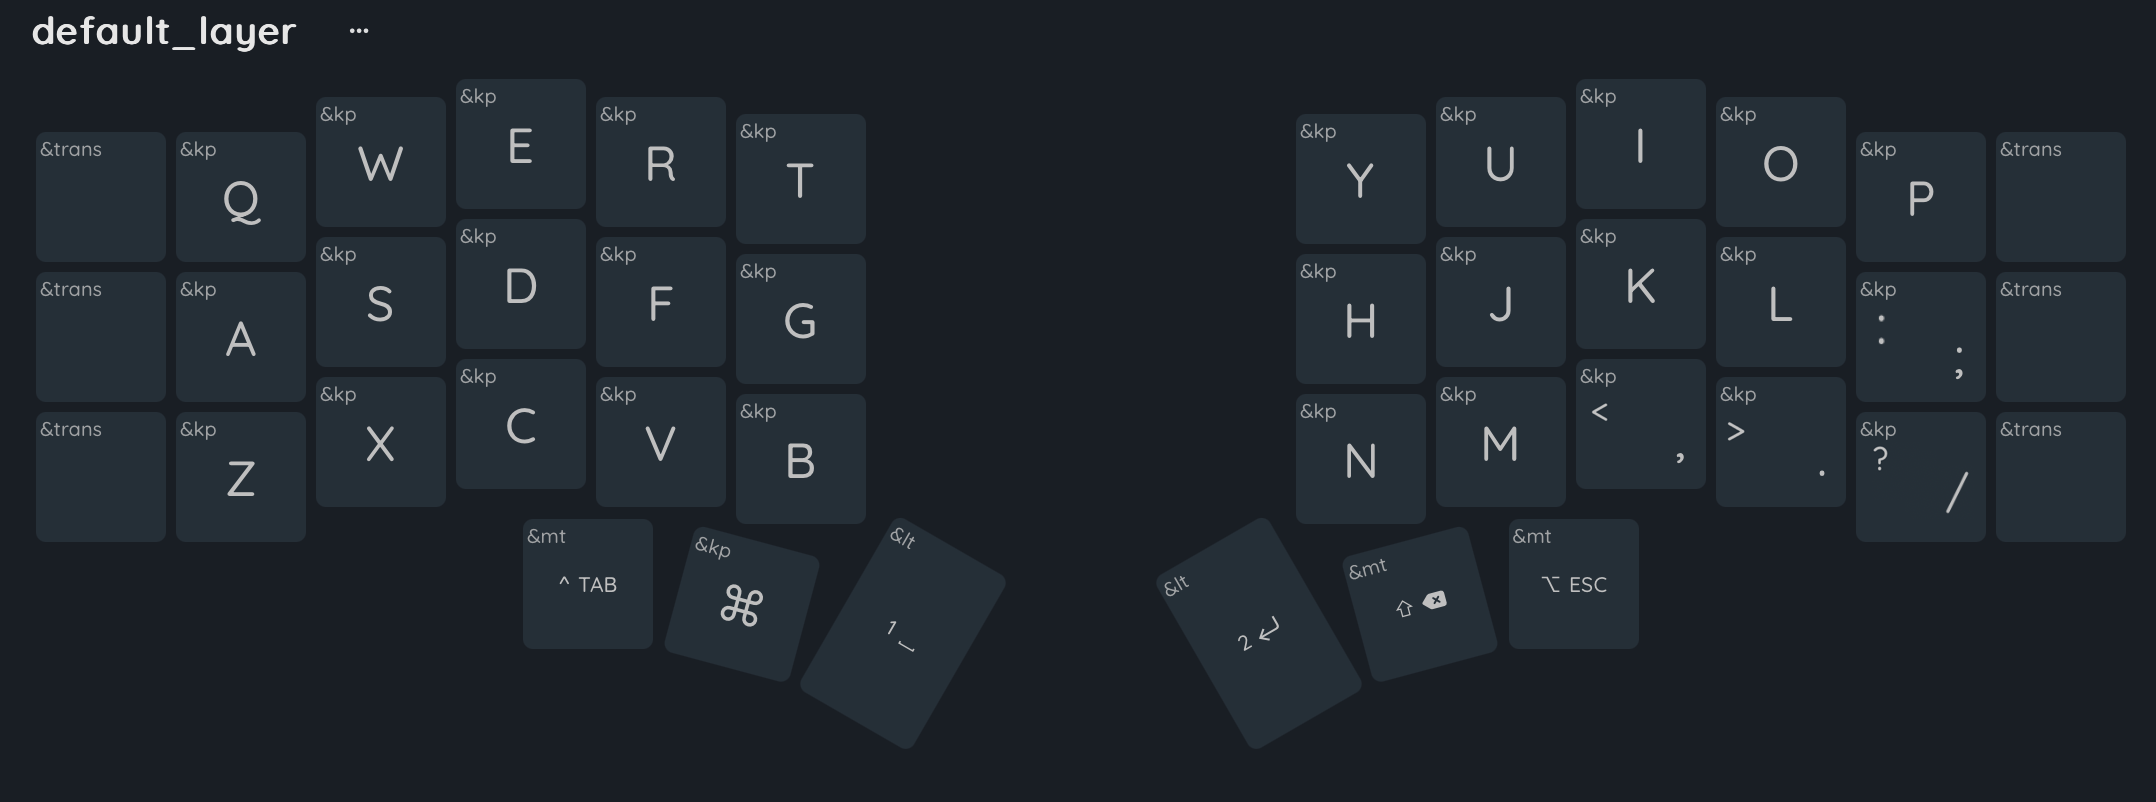 default_layer ...
&trans &kp Q &kp W &kp E &kp R &kp T &kp Y &kp U &kp I &kp O &kp P &trans
&trans &kp A &kp S &kp D &kp F &kp G &kp H &kp J &kp K &kp L &kp : ; &trans
&trans &kp Z &kp X &kp C &kp V &kp B &kp N &kp M &kp < , &kp > . &kp ? / &trans
&mt ^ TAB &kp ⌘ &lt 1 ⎵ &lt 2 ↵ &mt ⇧ ⌫ &mt ⌥ ESC